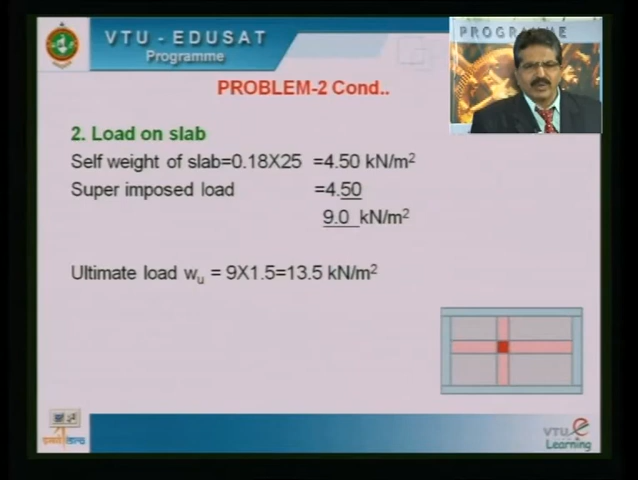 VTU - EDUSAT
Programme
PROGRAMME
PROBLEM-2 Cond..
2. Load on slab
Self weight of slab=0.18X25 =4.50 kN/m²
Super imposed load =4.50
9.0 kN/m²
Ultimate load wu = 9X1.5=13.5 kN/m²
VTU e
Learning